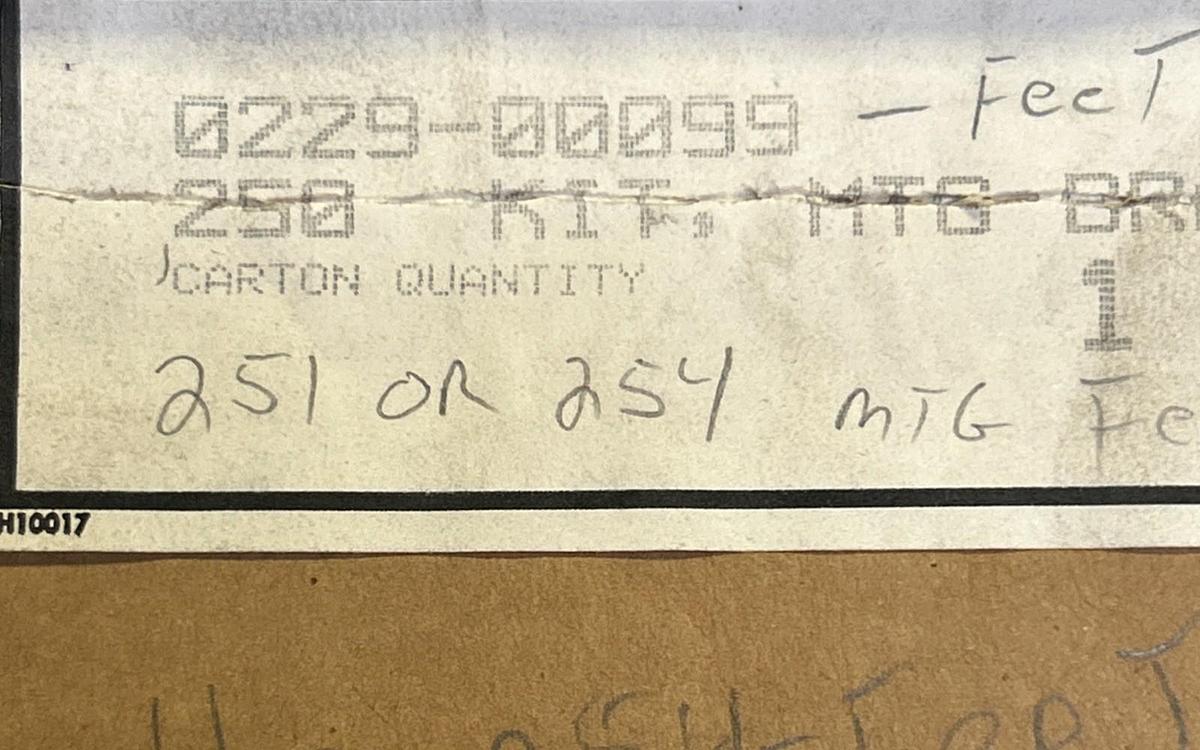 0229-00099 - FeeT
250 KIT, MTG BR
CARTON QUANTITY 1
251 OR 254 MTG Fe
H10017